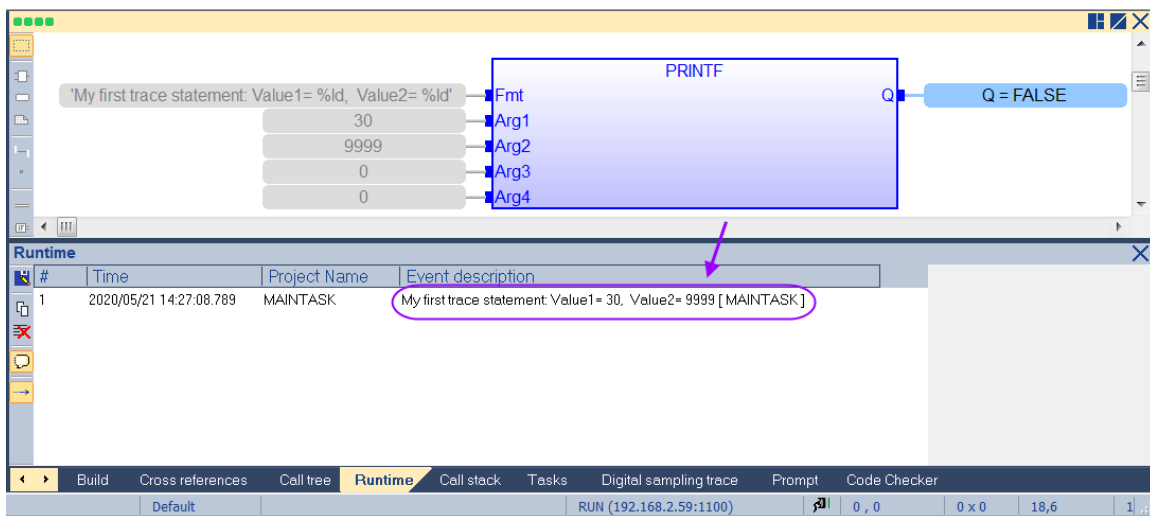 PRINTF
'My first trace statement: Value1= %ld, Value2= %ld' Fmt Q Q = FALSE
30 Arg1
9999 Arg2
0 Arg3
0 Arg4
Runtime
# Time Project Name Event description
1 2020/05/21 14:27:08.789 MAINTASK My first trace statement: Value1= 30, Value2= 9999 [ MAINTASK ]
Build Cross references Call tree Runtime Call stack Tasks Digital sampling trace Prompt Code Checker
Default RUN (192.168.2.59:1100) 0 , 0 0 x 0 18,6 1